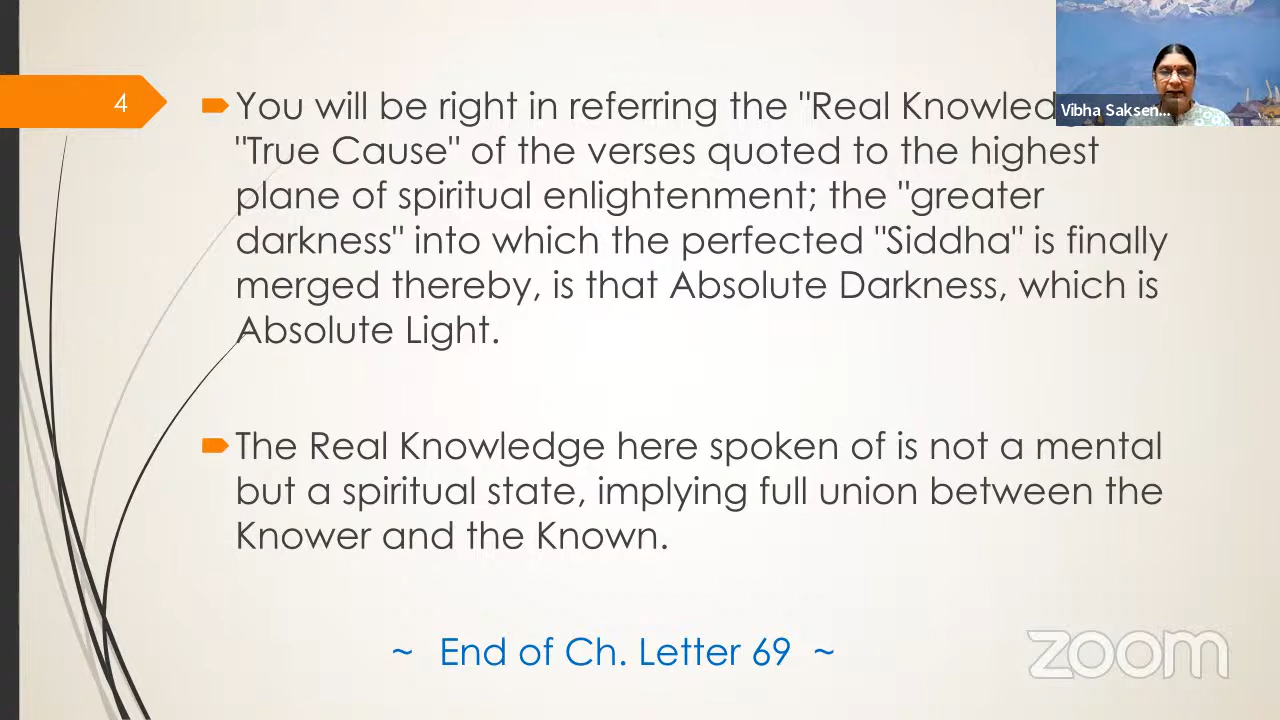 4
You will be right in referring the "Real
"True Cause" of the verses quoted to the highest
plane of spiritual enlightenment; the "greater
darkness" into which the perfected "Siddha" is finally
merged thereby, is that Absolute Darkness, which is
Absolute Light.
The Real Knowledge here spoken of is not a mental
but a spiritual state, implying full union between the
Knower and the Known.
~ End of Ch. Letter 69 ~
Vibha Saksen...
zoom